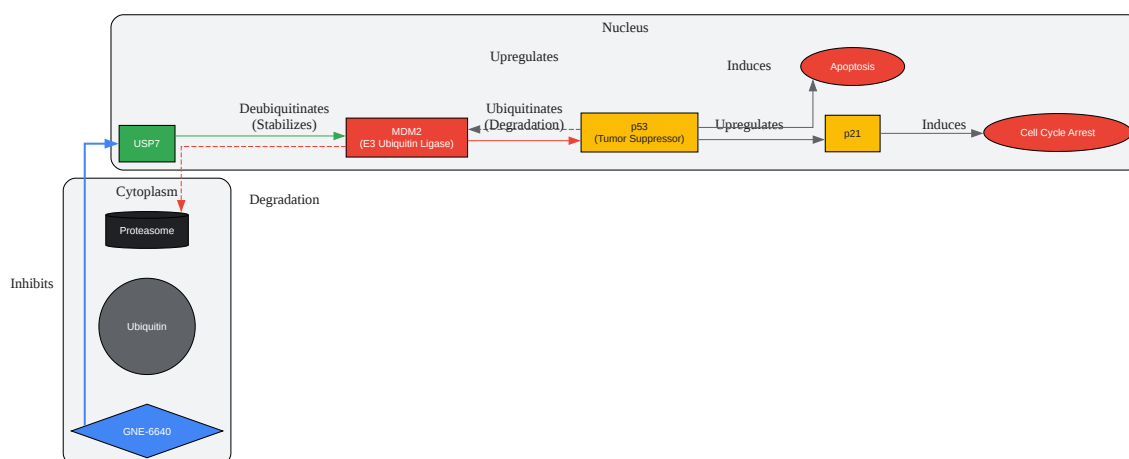 Nucleus
Upregulates
Induces
Apoptosis
Deubiquitinates
(Stabilizes)
Ubiquitinates
(Degradation)
USP7
MDM2
(E3 Ubiquitin Ligase)
p53
(Tumor Suppressor)
Upregulates
p21
Induces
Cell Cycle Arrest
Cytoplasm
Degradation
Proteasome
Inhibits
Ubiquitin
GNE-6640